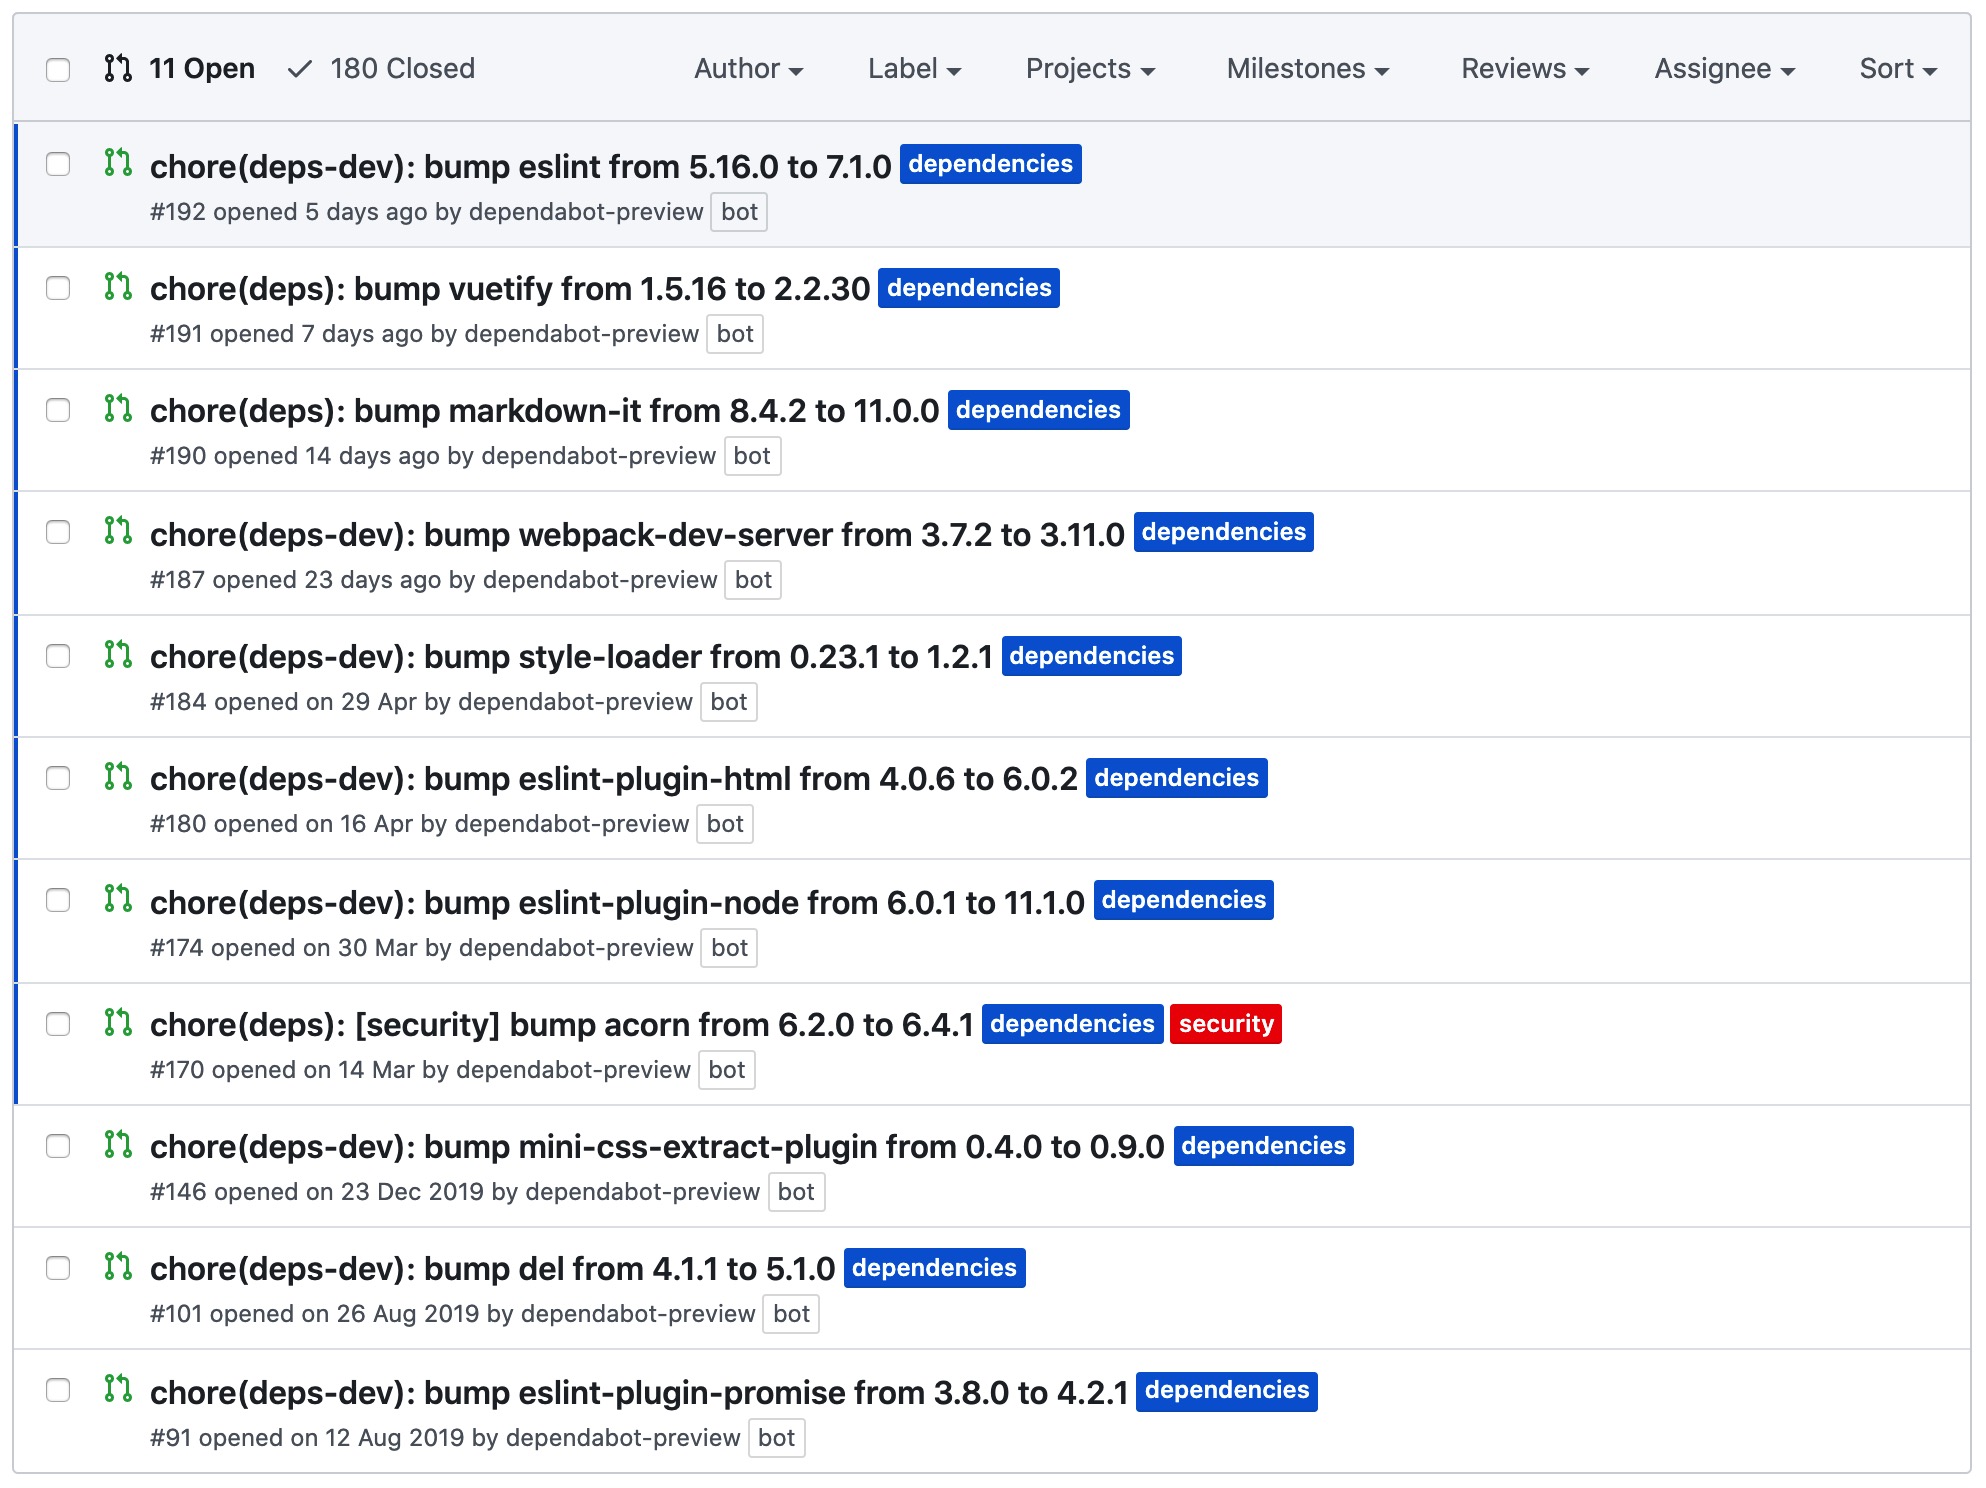 11 Open 180 Closed Author Label Projects Milestones Reviews Assignee Sort
chore(deps-dev): bump eslint from 5.16.0 to 7.1.0 dependencies
#192 opened 5 days ago by dependabot-preview bot
chore(deps): bump vuetify from 1.5.16 to 2.2.30 dependencies
#191 opened 7 days ago by dependabot-preview bot
chore(deps): bump markdown-it from 8.4.2 to 11.0.0 dependencies
#190 opened 14 days ago by dependabot-preview bot
chore(deps-dev): bump webpack-dev-server from 3.7.2 to 3.11.0 dependencies
#187 opened 23 days ago by dependabot-preview bot
chore(deps-dev): bump style-loader from 0.23.1 to 1.2.1 dependencies
#184 opened on 29 Apr by dependabot-preview bot
chore(deps-dev): bump eslint-plugin-html from 4.0.6 to 6.0.2 dependencies
#180 opened on 16 Apr by dependabot-preview bot
chore(deps-dev): bump eslint-plugin-node from 6.0.1 to 11.1.0 dependencies
#174 opened on 30 Mar by dependabot-preview bot
chore(deps): [security] bump acorn from 6.2.0 to 6.4.1 dependencies security
#170 opened on 14 Mar by dependabot-preview bot
chore(deps-dev): bump mini-css-extract-plugin from 0.4.0 to 0.9.0 dependencies
#146 opened on 23 Dec 2019 by dependabot-preview bot
chore(deps-dev): bump del from 4.1.1 to 5.1.0 dependencies
#101 opened on 26 Aug 2019 by dependabot-preview bot
chore(deps-dev): bump eslint-plugin-promise from 3.8.0 to 4.2.1 dependencies
#91 opened on 12 Aug 2019 by dependabot-preview bot